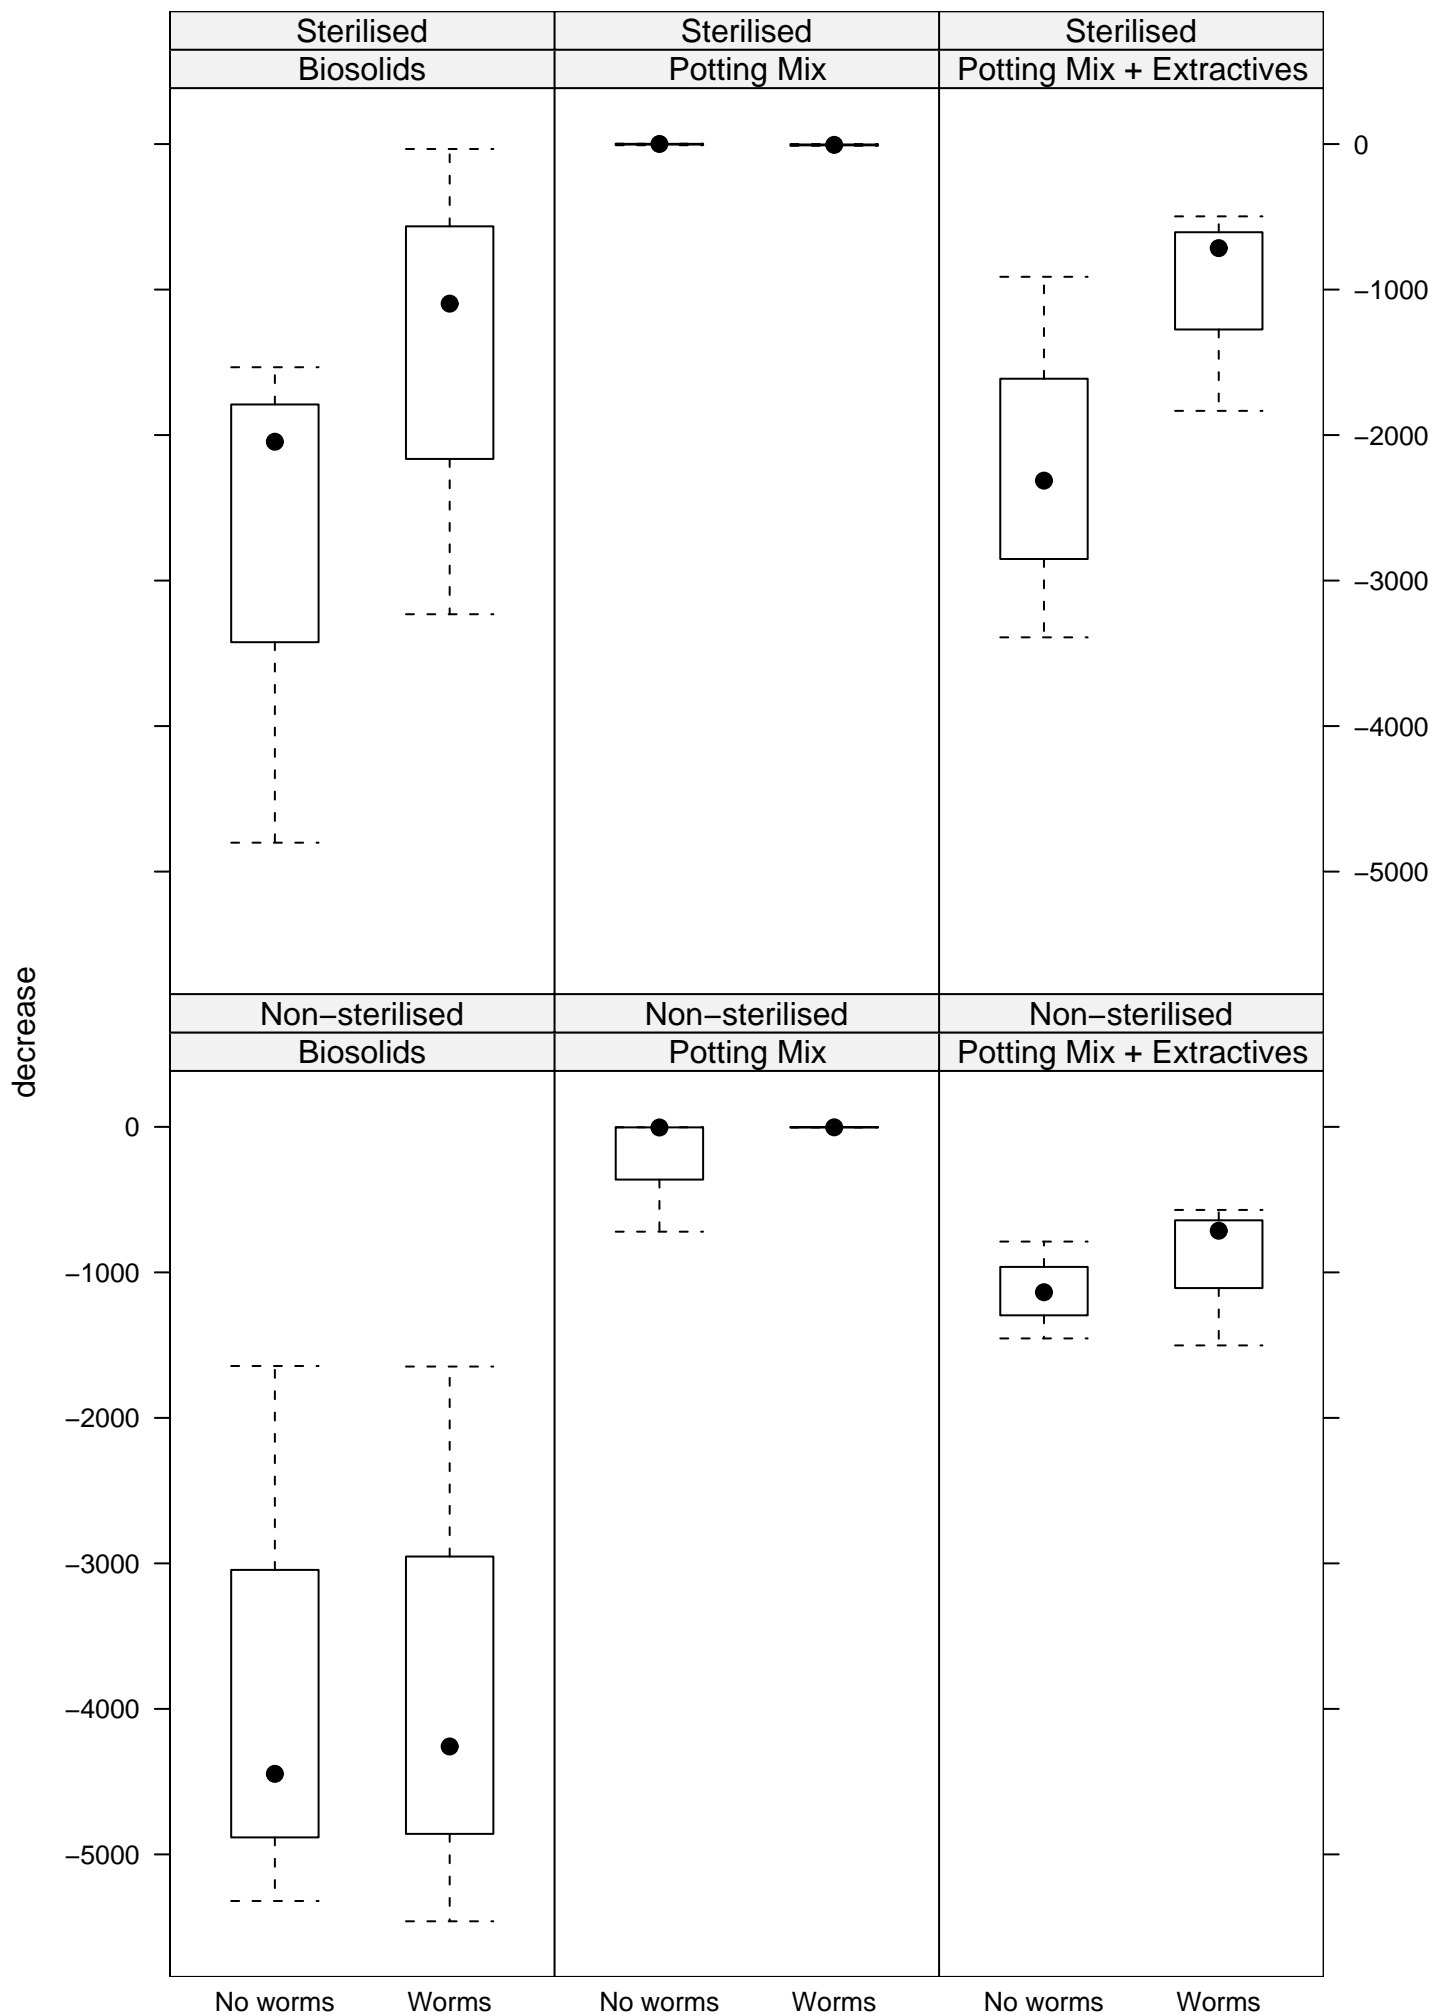 Sterilised Sterilised Sterilised
Biosolids Potting Mix Potting Mix + Extractives
0
−1000
−2000
−3000
−4000
−5000
decrease
Non−sterilised Non−sterilised Non−sterilised
Biosolids Potting Mix Potting Mix + Extractives
0
−1000
−2000
−3000
−4000
−5000
No worms Worms No worms Worms No worms Worms